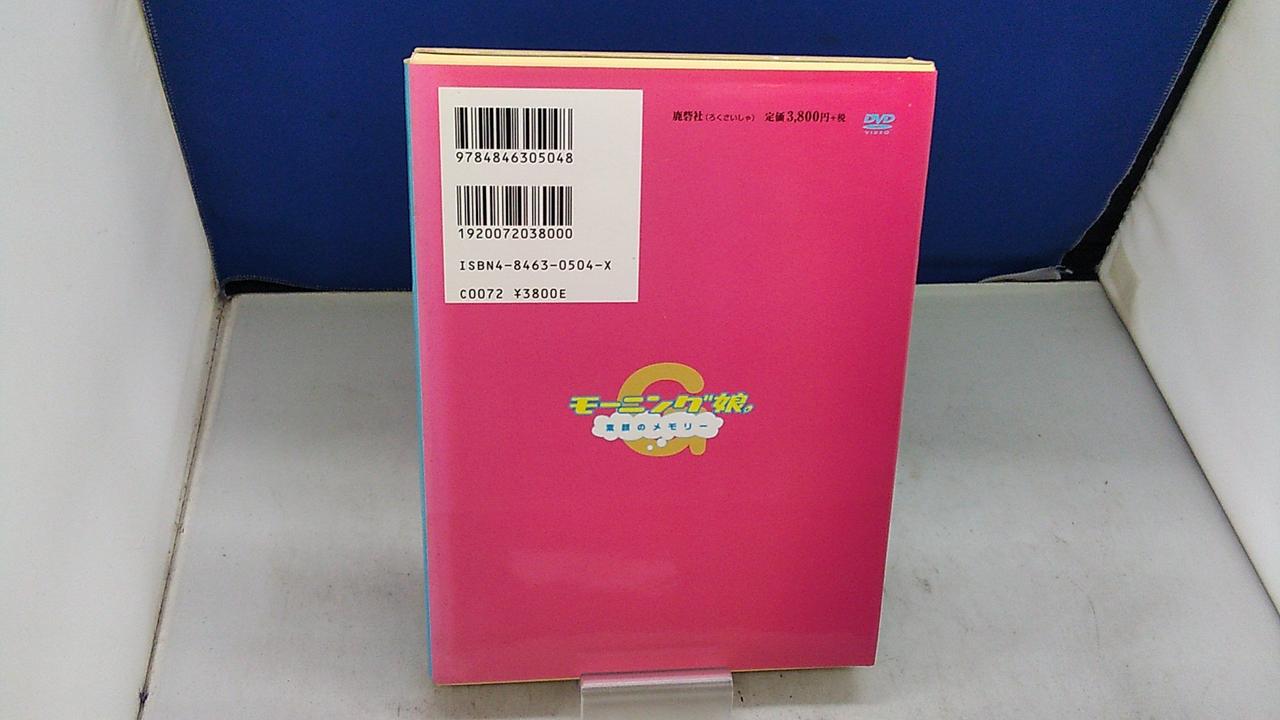 9784846305048
1920072038000
ISBN4-8463-0504-X
C0072 ¥3800E
鹿砦社(ろくさいしゃ) 定価3,800円+税
DVD
VIDEO
G
モーニング娘。
素顔のメモリー